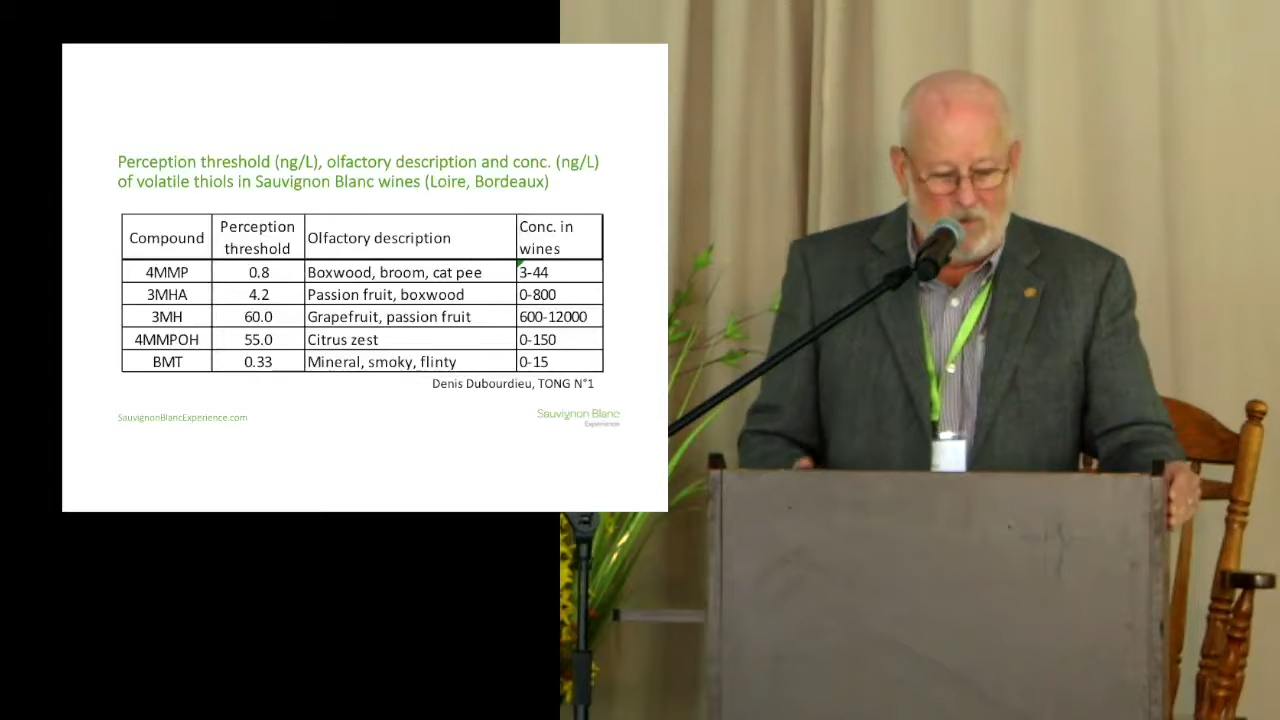 Perception threshold (ng/L), olfactory description and conc. (ng/L)
of volatile thiols in Sauvignon Blanc wines (Loire, Bordeaux)
Compound Perception threshold Olfactory description Conc. in wines
4MMP 0.8 Boxwood, broom, cat pee 3-44
3MHA 4.2 Passion fruit, boxwood 0-800
3MH 60.0 Grapefruit, passion fruit 600-12000
4MMPOH 55.0 Citrus zest 0-150
BMT 0.33 Mineral, smoky, flinty 0-15
Denis Dubourdieu, TONG N°1
SauvignonBlancExperience.com
Sauvignon Blanc
Experience